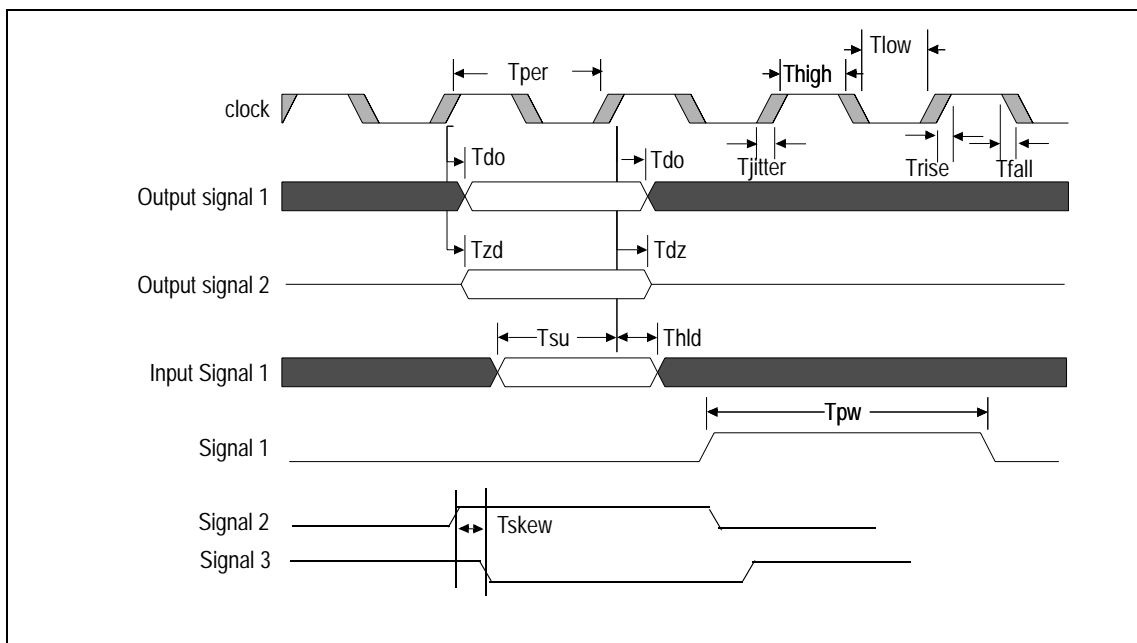 Tlow
Tper
Thigh
clock
Tdo
Tdo
Tjitter
Trise
Tfall
Output signal 1
Tzd
Tdz
Output signal 2
Tsu
Thld
Input Signal 1
Tpw
Signal 1
Signal 2
Tskew
Signal 3